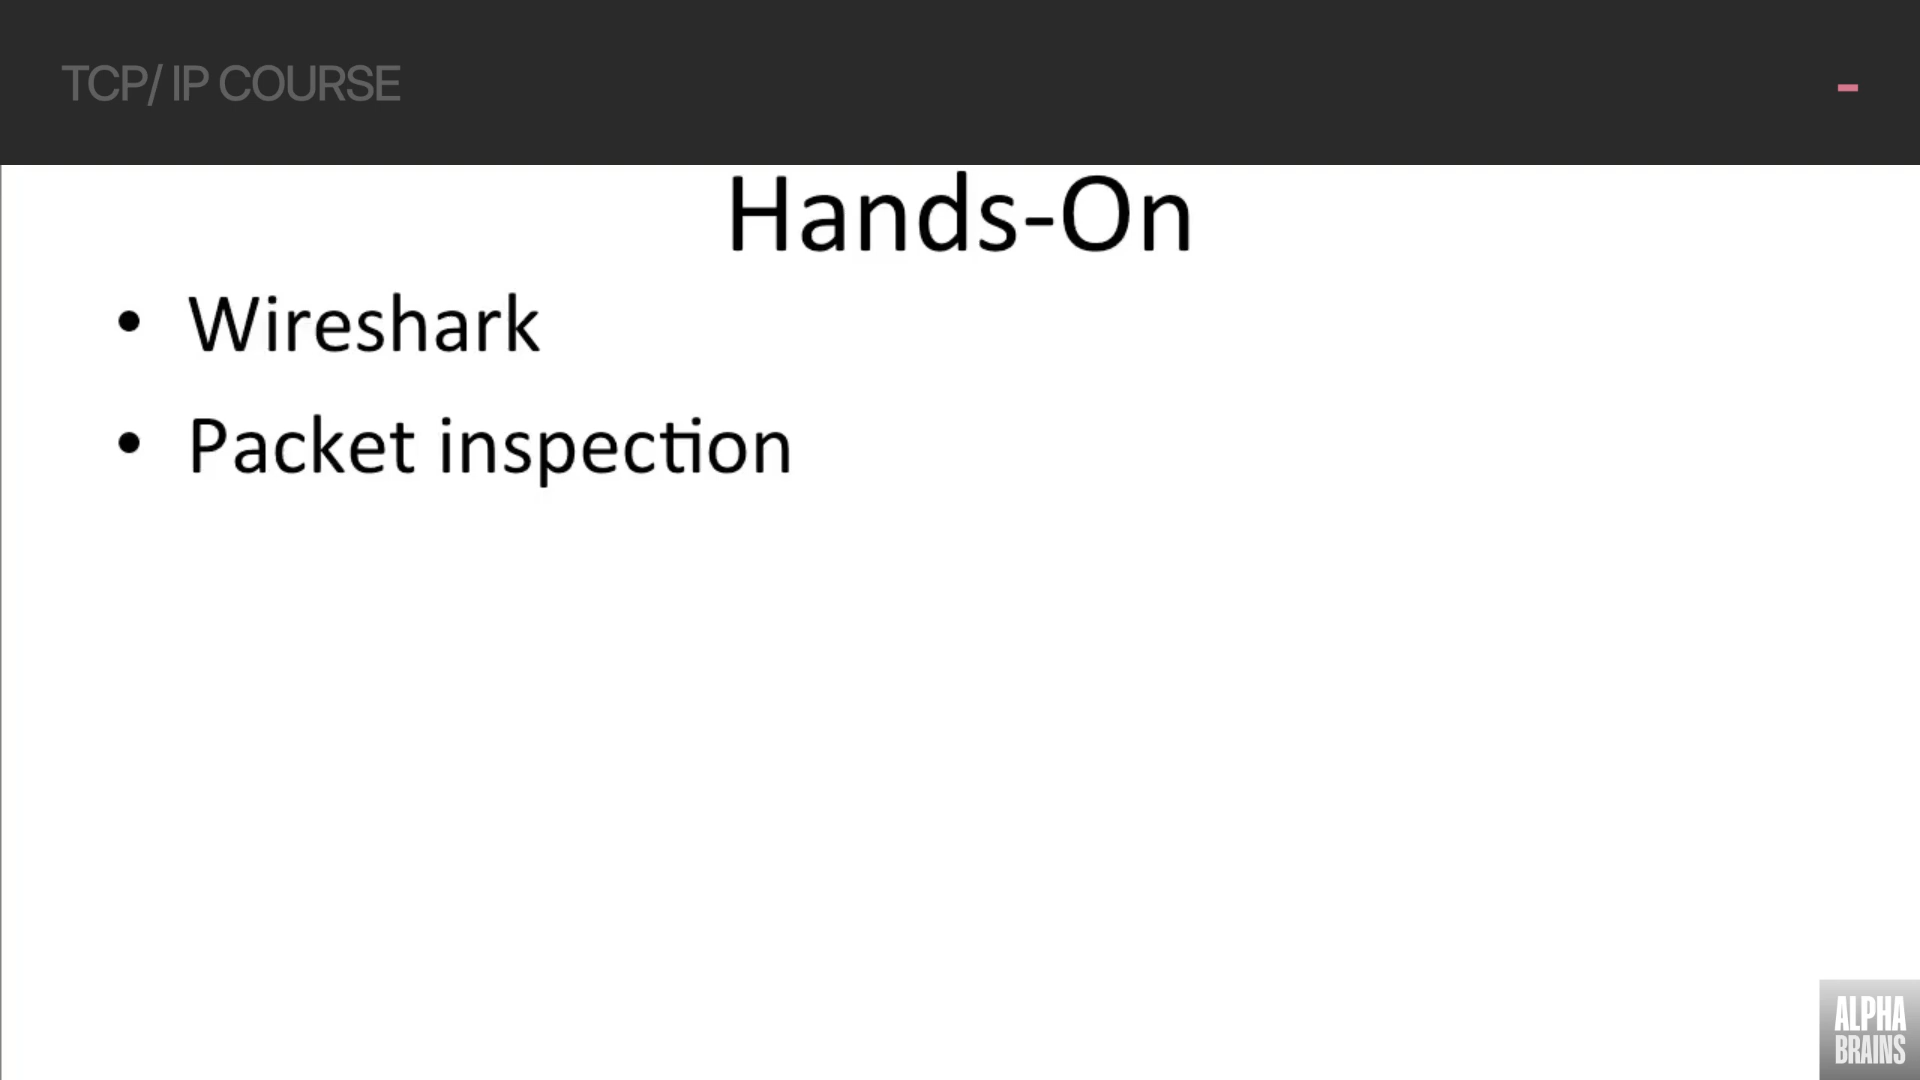 TCP/ IP COURSE
-
Hands-On
• Wireshark
• Packet inspection
ALPHA
BRAINS